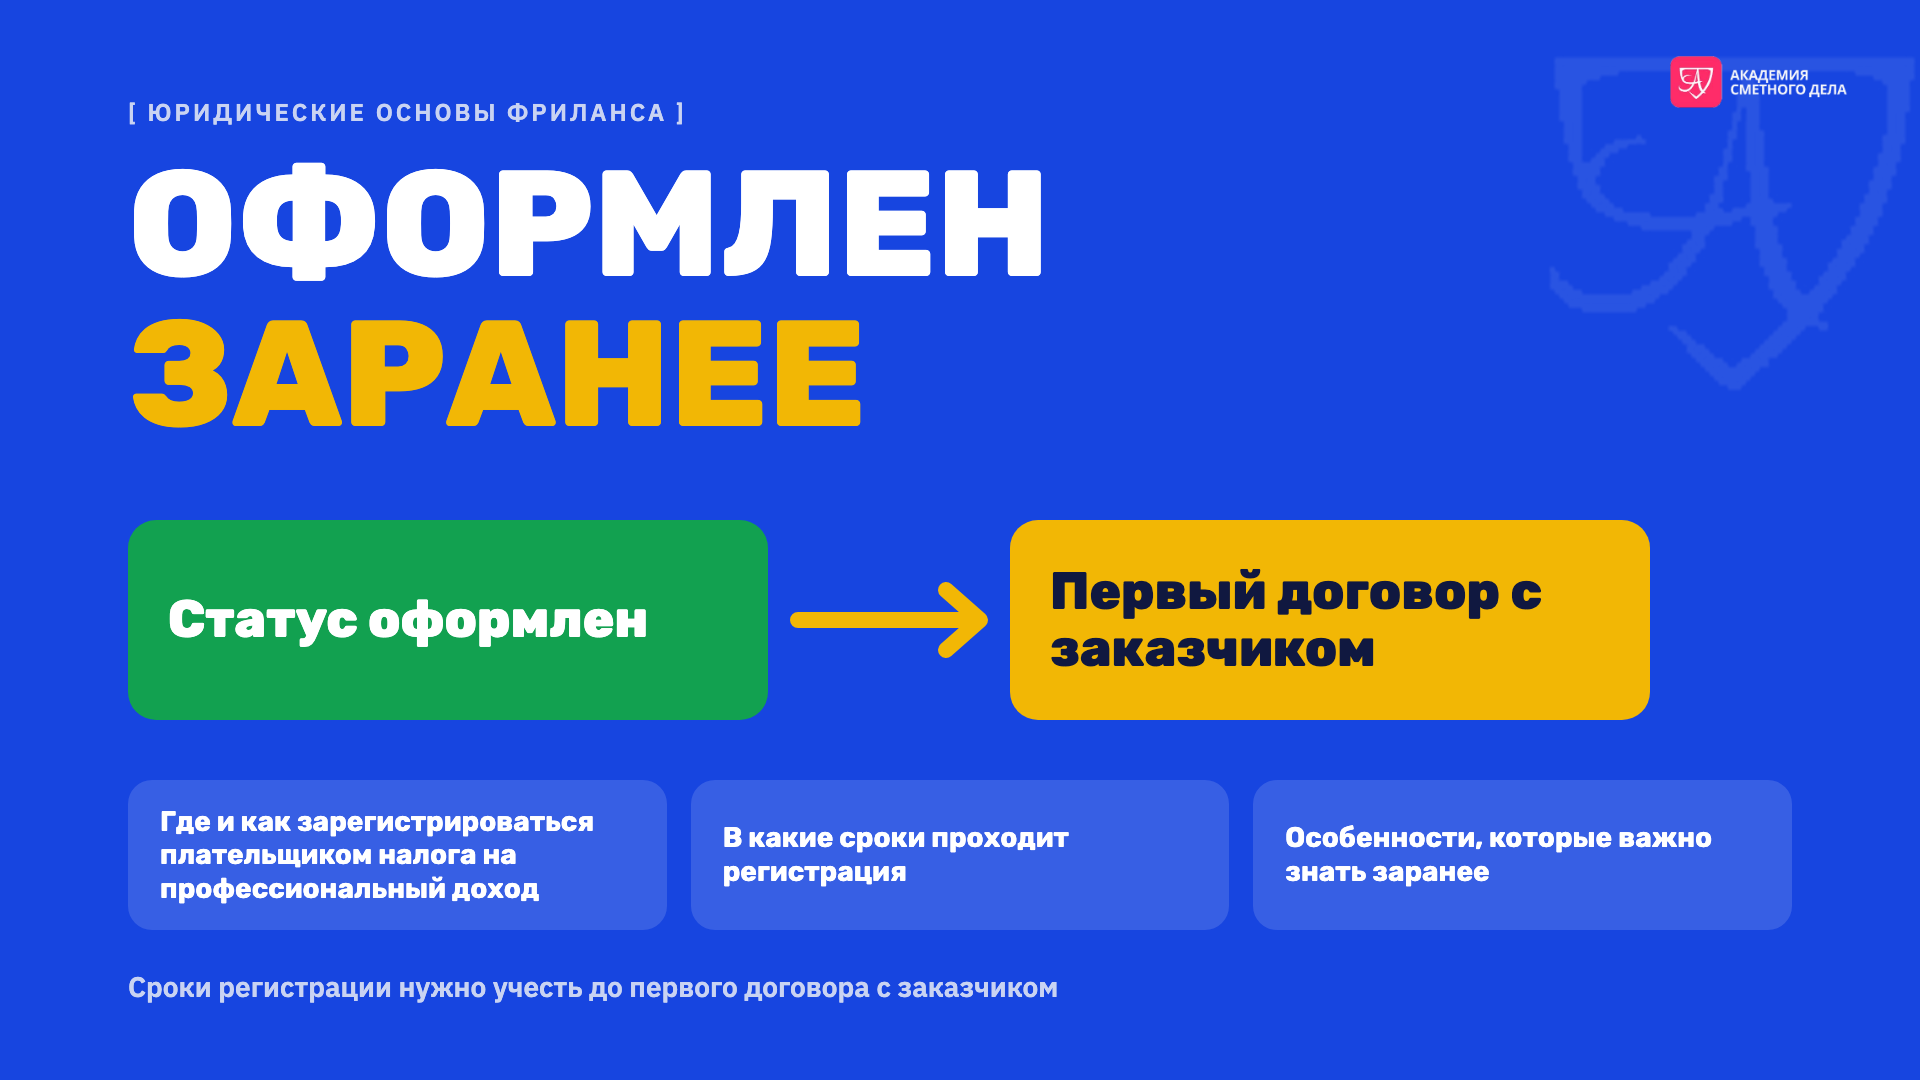 [ ЮРИДИЧЕСКИЕ ОСНОВЫ ФРИЛАНСА ]
АКАДЕМИЯ
СМЕТНОГО ДЕЛА
ОФОРМЛЕН
ЗАРАНЕЕ
Статус оформлен
Первый договор с
заказчиком
Где и как зарегистрироваться
плательщиком налога на
профессиональный доход
В какие сроки проходит
регистрация
Особенности, которые важно
знать заранее
Сроки регистрации нужно учесть до первого договора с заказчиком